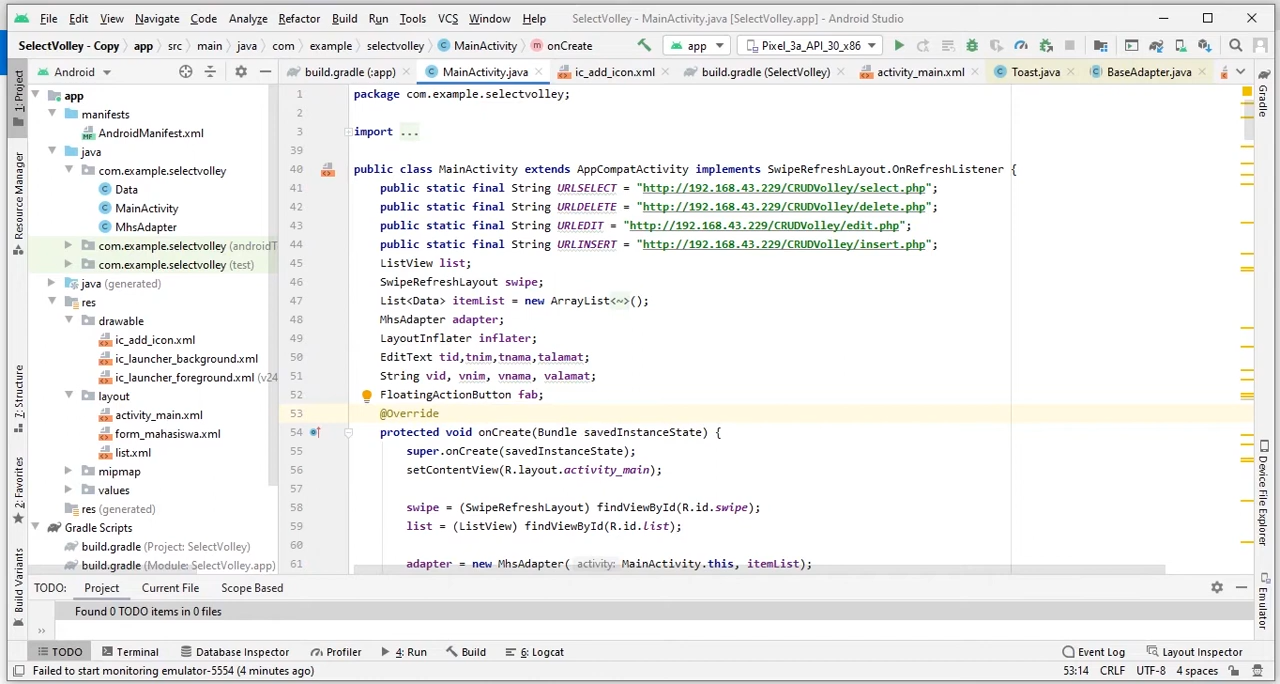 File Edit View Navigate Code Analyze Refactor Build Run Tools VCS Window Help SelectVolley - MainActivity.java [SelectVolley.app] - Android Studio
SelectVolley - Copy app src main java com example selectvolley MainActivity onCreate app Pixel_3a_API_30_x86
Android build.gradle (:app) MainActivity.java ic_add_icon.xml build.gradle (SelectVolley) activity_main.xml Toast.java BaseAdapter.java
1: Project
Resource Manager
7: Structure
2: Favorites
Build Variants
app
manifests
AndroidManifest.xml
java
com.example.selectvolley
Data
MainActivity
MhsAdapter
com.example.selectvolley (androidT
com.example.selectvolley (test)
java (generated)
res
drawable
ic_add_icon.xml
ic_launcher_background.xml
ic_launcher_foreground.xml (v24
layout
activity_main.xml
form_mahasiswa.xml
list.xml
mipmap
values
res (generated)
Gradle Scripts
build.gradle (Project: SelectVolley)
build.gradle (Module: SelectVolley.app)
1 package com.example.selectvolley;
2
3 import ...
39
40 public class MainActivity extends AppCompatActivity implements SwipeRefreshLayout.OnRefreshListener {
41 public static final String URLSELECT = "http://192.168.43.229/CRUDVolley/select.php";
42 public static final String URLDELETE = "http://192.168.43.229/CRUDVolley/delete.php";
43 public static final String URLEDIT = "http://192.168.43.229/CRUDVolley/edit.php";
44 public static final String URLINSERT = "http://192.168.43.229/CRUDVolley/insert.php";
45 ListView list;
46 SwipeRefreshLayout swipe;
47 List<Data> itemList = new ArrayList<~>();
48 MhsAdapter adapter;
49 LayoutInflater inflater;
50 EditText tid,tnim,tnama,talamat;
51 String vid, vnim, vnama, valamat;
52 FloatingActionButton fab;
53 @Override
54 protected void onCreate(Bundle savedInstanceState) {
55 super.onCreate(savedInstanceState);
56 setContentView(R.layout.activity_main);
57
58 swipe = (SwipeRefreshLayout) findViewById(R.id.swipe);
59 list = (ListView) findViewById(R.id.list);
60
61 adapter = new MhsAdapter( activity: MainActivity.this, itemList);
Gradle
Device File Explorer
Emulator
TODO: Project Current File Scope Based
Found 0 TODO items in 0 files
TODO Terminal Database Inspector Profiler 4: Run Build 6: Logcat Event Log Layout Inspector
Failed to start monitoring emulator-5554 (4 minutes ago) 53:14 CRLF UTF-8 4 spaces